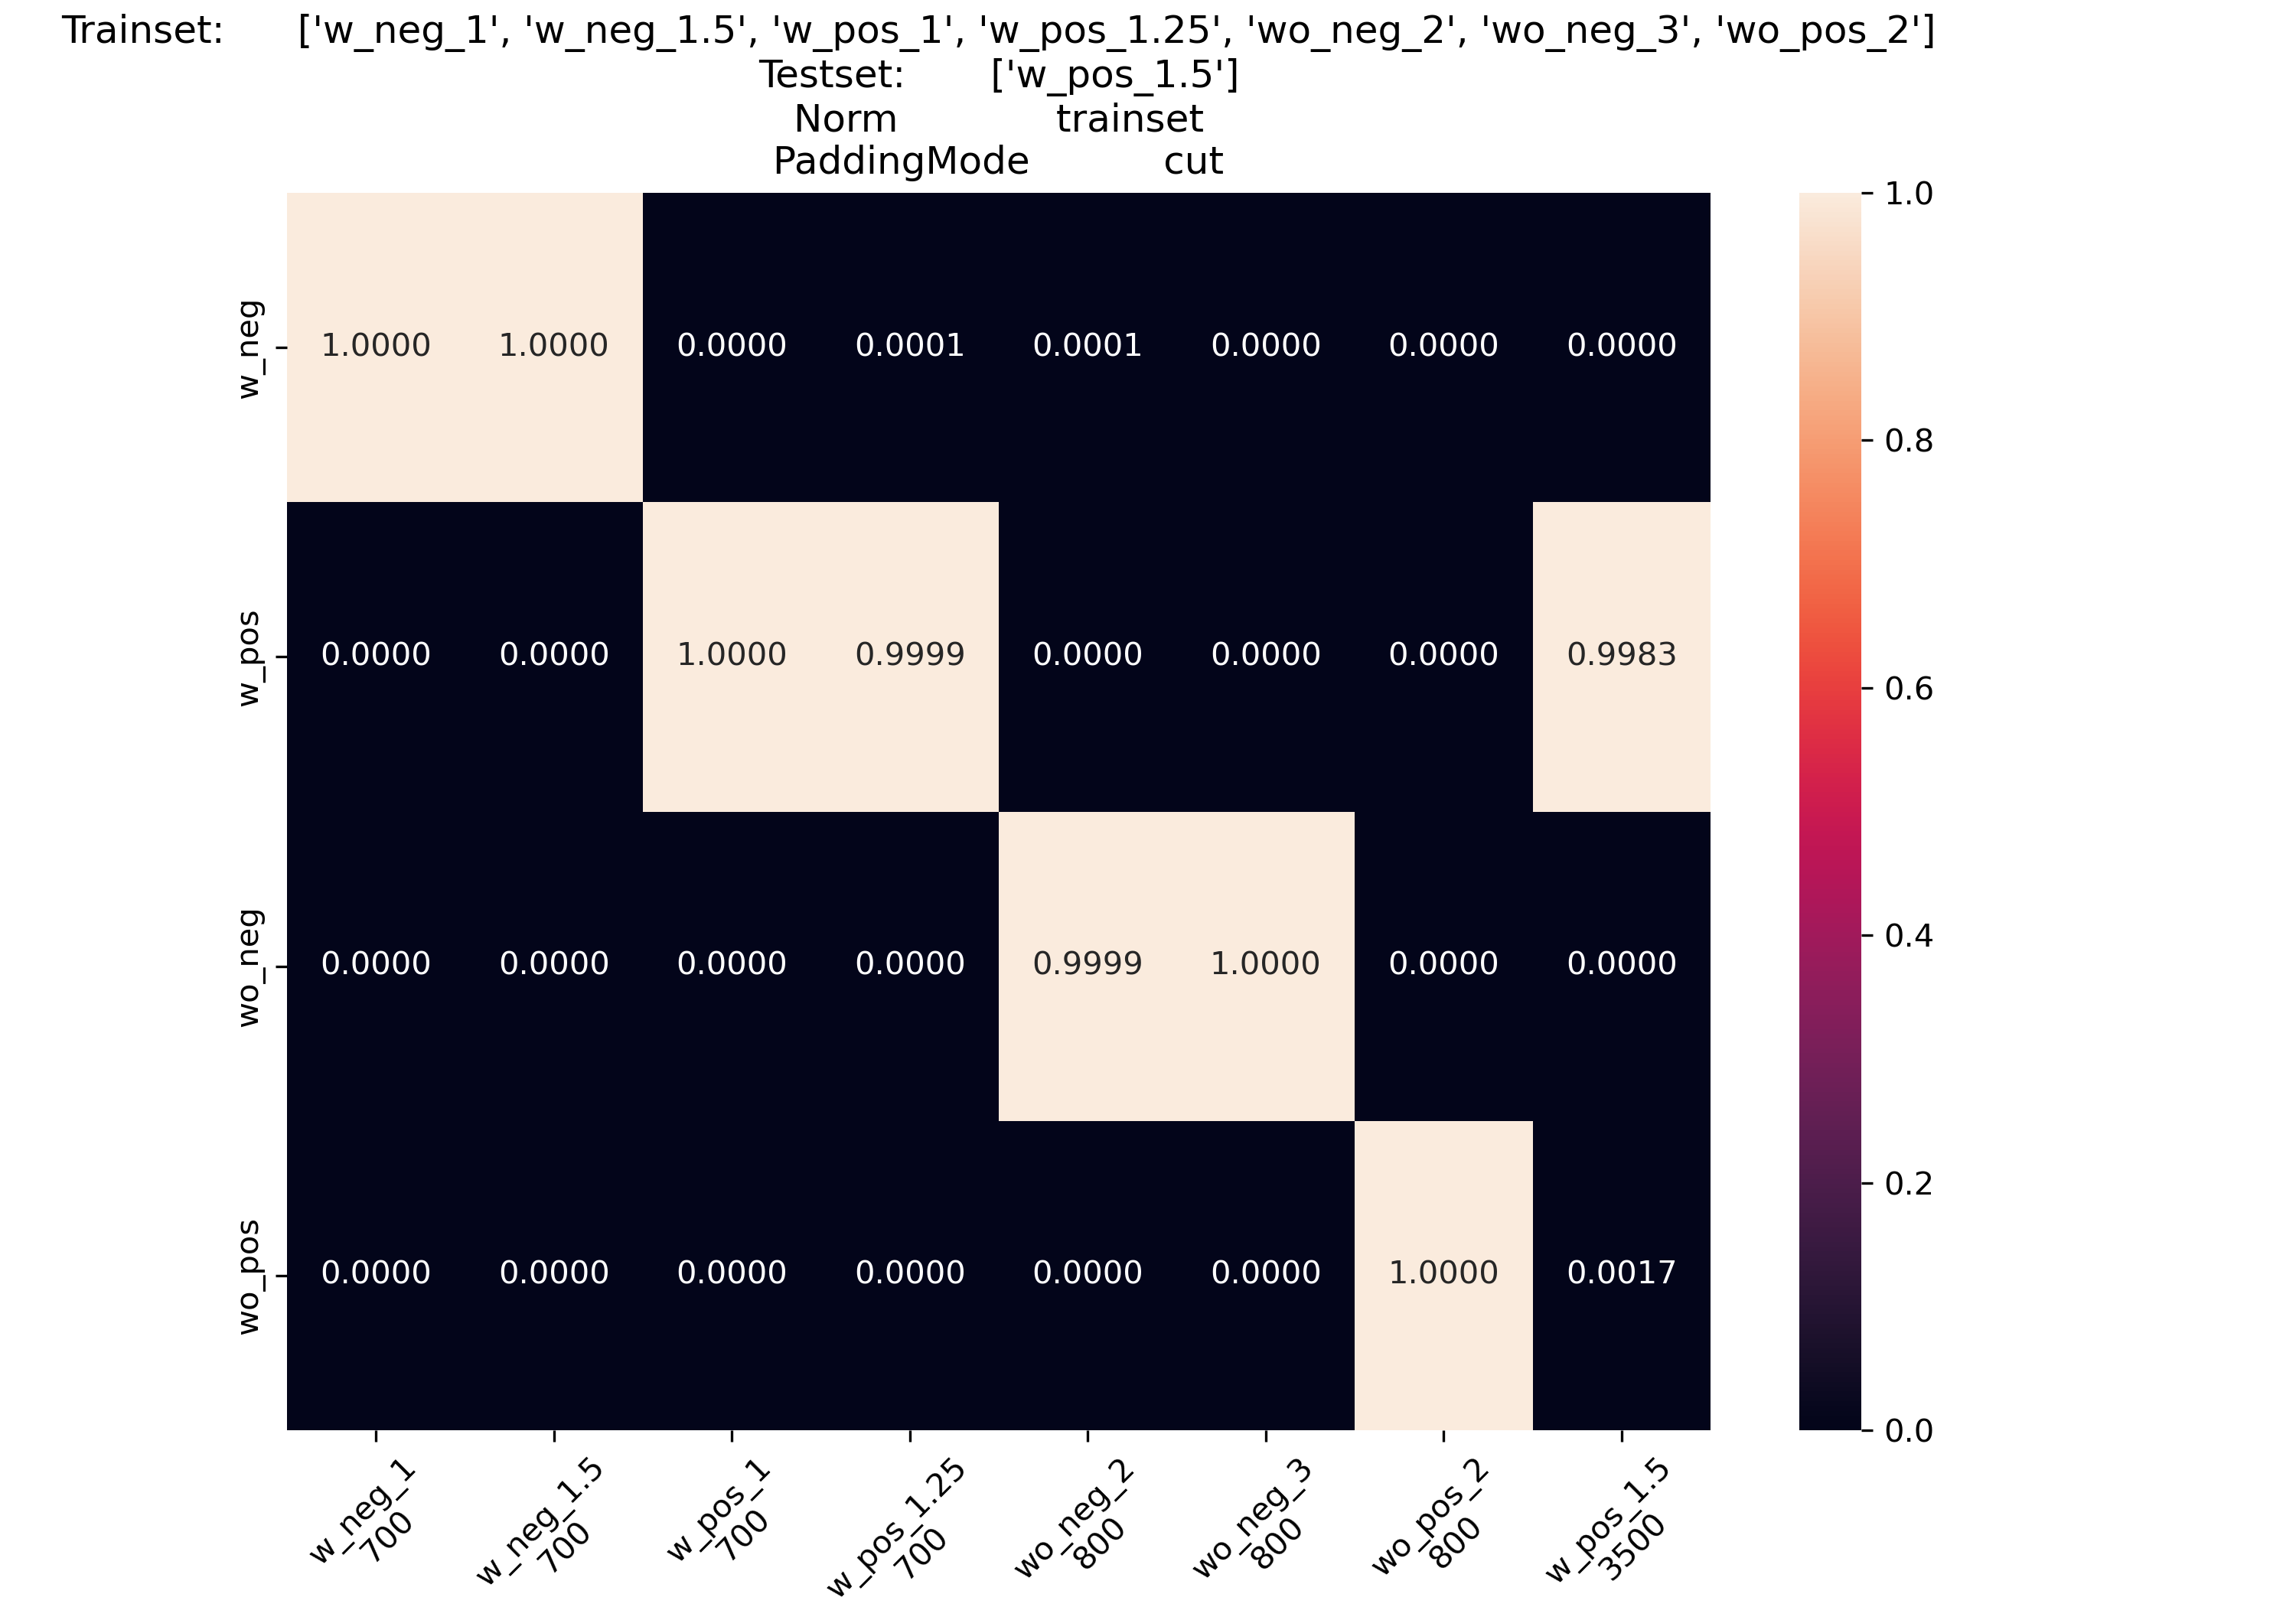 Trainset: ['w_neg_1', 'w_neg_1.5', 'w_pos_1', 'w_pos_1.25', 'wo_neg_2', 'wo_neg_3', 'wo_pos_2']
Testset: ['w_pos_1.5']
Norm trainset
PaddingMode cut
w_neg
1.0000 1.0000 0.0000 0.0001 0.0001 0.0000 0.0000 0.0000
w_pos
0.0000 0.0000 1.0000 0.9999 0.0000 0.0000 0.0000 0.9983
wo_neg
0.0000 0.0000 0.0000 0.0000 0.9999 1.0000 0.0000 0.0000
wo_pos
0.0000 0.0000 0.0000 0.0000 0.0000 0.0000 1.0000 0.0017
w_neg_1
700
w_neg_1.5
700
w_pos_1
700
w_pos_1.25
700
wo_neg_2
800
wo_neg_3
800
wo_pos_2
800
w_pos_1.5
3500
1.0
0.8
0.6
0.4
0.2
0.0